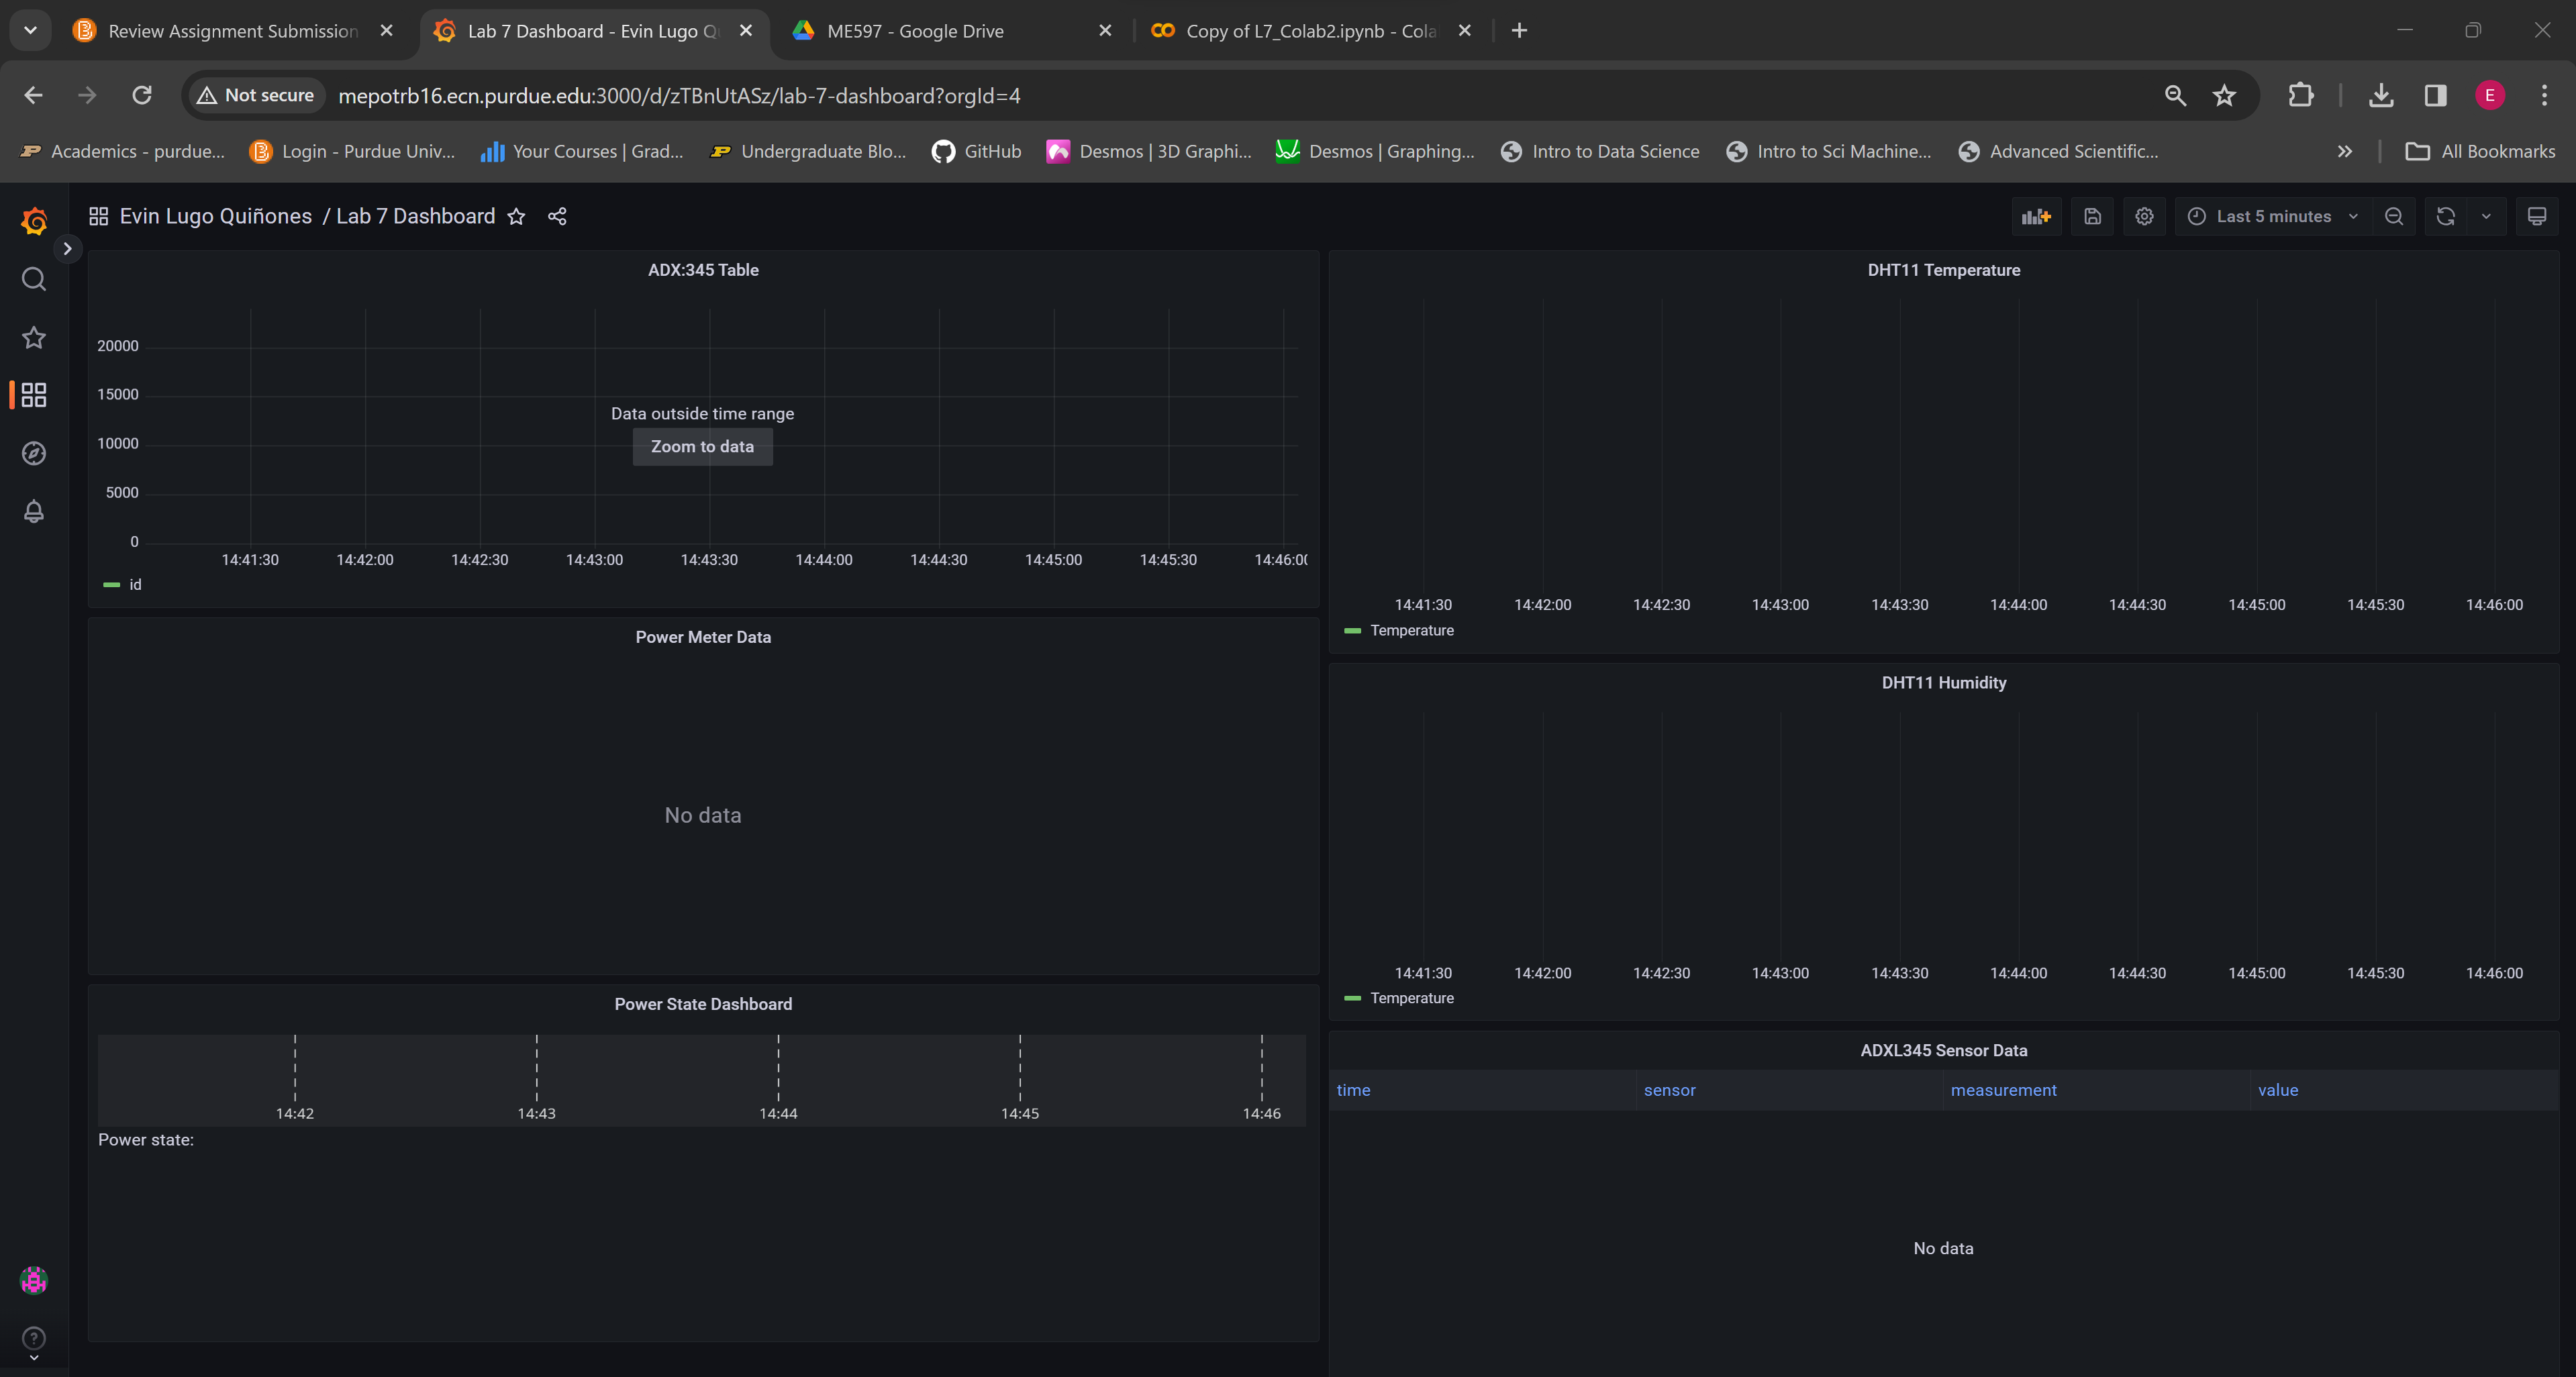 Review Assignment Submission
Lab 7 Dashboard - Evin Lugo Q
ME597 - Google Drive
Copy of L7_Colab2.ipynb - Cola
Not secure
mepotrb16.ecn.purdue.edu:3000/d/zTBnUtASz/lab-7-dashboard?orgId=4
E
Academics - purdue...
Login - Purdue Univ...
Your Courses | Grad...
Undergraduate Blo...
GitHub
Desmos | 3D Graphi...
Desmos | Graphing...
Intro to Data Science
Intro to Sci Machine...
Advanced Scientific...
All Bookmarks
Evin Lugo Quiñones / Lab 7 Dashboard
Last 5 minutes
ADX:345 Table
20000
15000
10000
5000
0
Data outside time range
Zoom to data
14:41:30 14:42:00 14:42:30 14:43:00 14:43:30 14:44:00 14:44:30 14:45:00 14:45:30 14:46:00
id
Power Meter Data
No data
Power State Dashboard
14:42 14:43 14:44 14:45 14:46
Power state:
DHT11 Temperature
14:41:30 14:42:00 14:42:30 14:43:00 14:43:30 14:44:00 14:44:30 14:45:00 14:45:30 14:46:00
Temperature
DHT11 Humidity
14:41:30 14:42:00 14:42:30 14:43:00 14:43:30 14:44:00 14:44:30 14:45:00 14:45:30 14:46:00
Temperature
ADXL345 Sensor Data
time sensor measurement value
No data